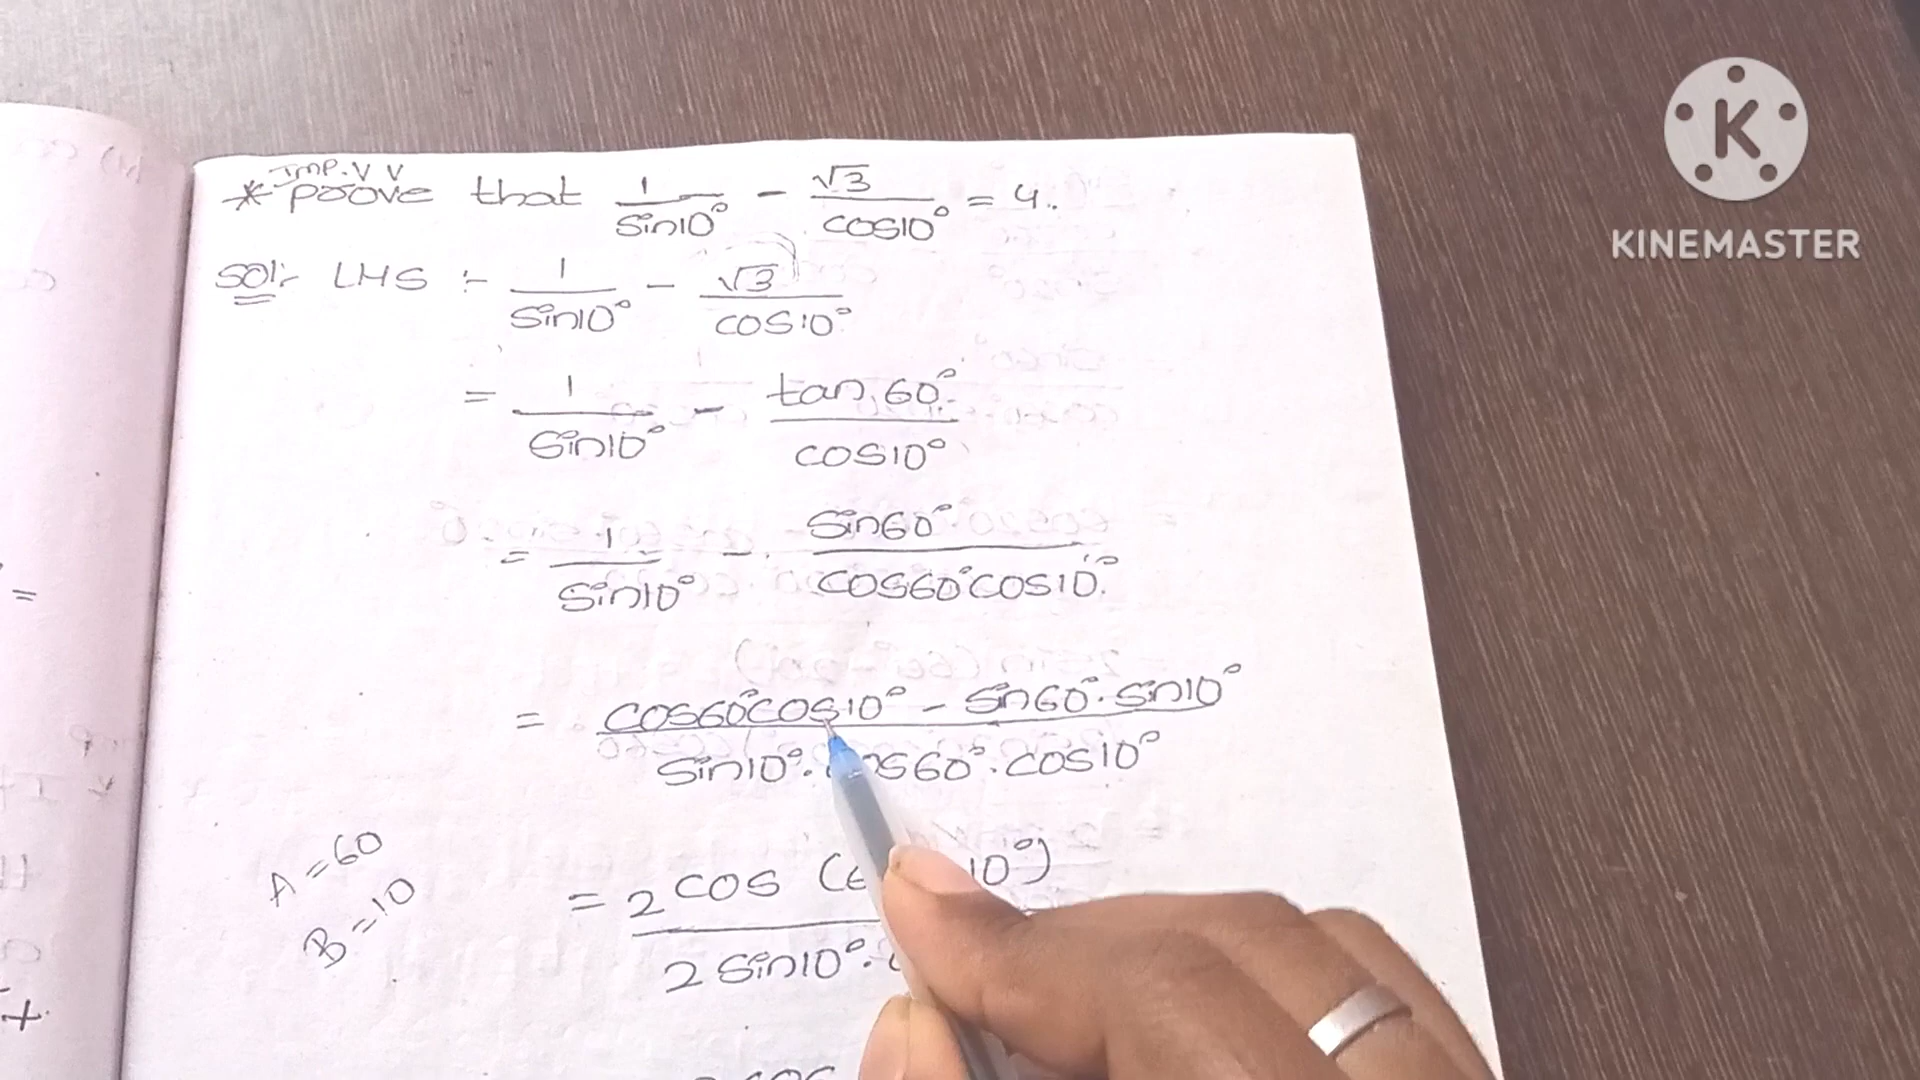 IMP. V V
* prove that 1/sin10° - √3/cos10° = 4.
Sol:- LHS :- 1/sin10° - √3/cos10°
= 1/sin10° - tan60°/cos10°
= 1/sin10° - sin60°/cos60°cos10°
= cos60°cos10° - sin60°.sin10° / sin10°.cos60°.cos10°
A=60
B=10
= 2cos ( 10°) / 2sin10°.
KINEMASTER